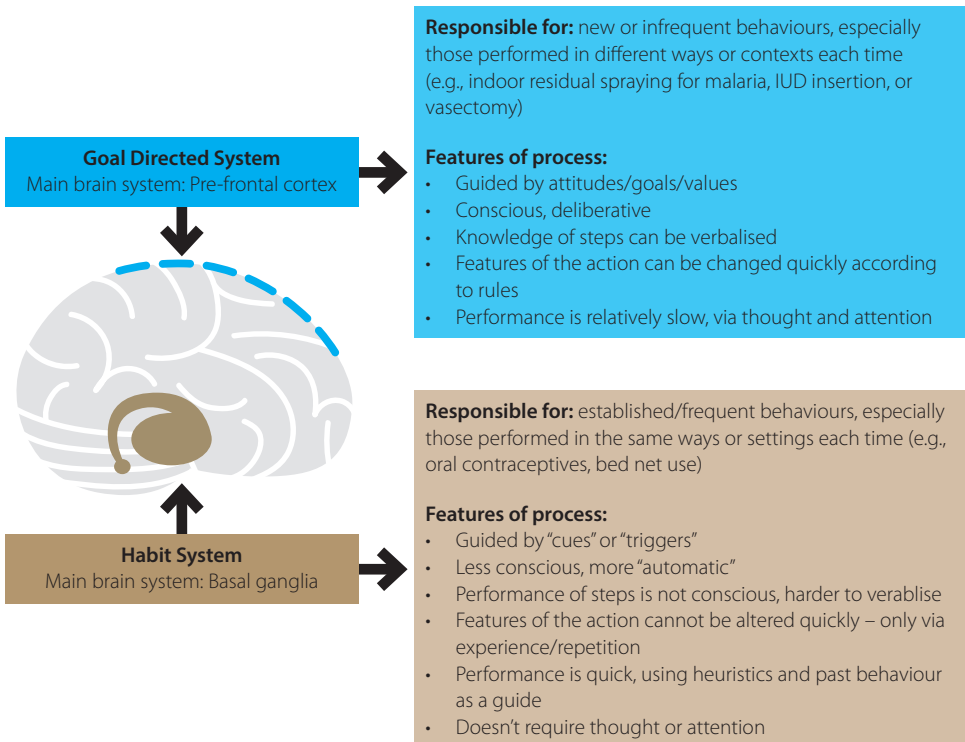 Responsible for: new or infrequent behaviours, especially
those performed in different ways or contexts each time
(e.g., indoor residual spraying for malaria, IUD insertion, or
vasectomy)
Features of process:
• Guided by attitudes/goals/values
• Conscious, deliberative
• Knowledge of steps can be verbalised
• Features of the action can be changed quickly according
to rules
• Performance is relatively slow, via thought and attention
Goal Directed System
Main brain system: Pre-frontal cortex
Responsible for: established/frequent behaviours, especially
those performed in the same ways or settings each time (e.g.,
oral contraceptives, bed net use)
Features of process:
• Guided by “cues” or “triggers”
• Less conscious, more “automatic”
• Performance of steps is not conscious, harder to verablise
• Features of the action cannot be altered quickly – only via
experience/repetition
• Performance is quick, using heuristics and past behaviour
as a guide
• Doesn’t require thought or attention
Habit System
Main brain system: Basal ganglia